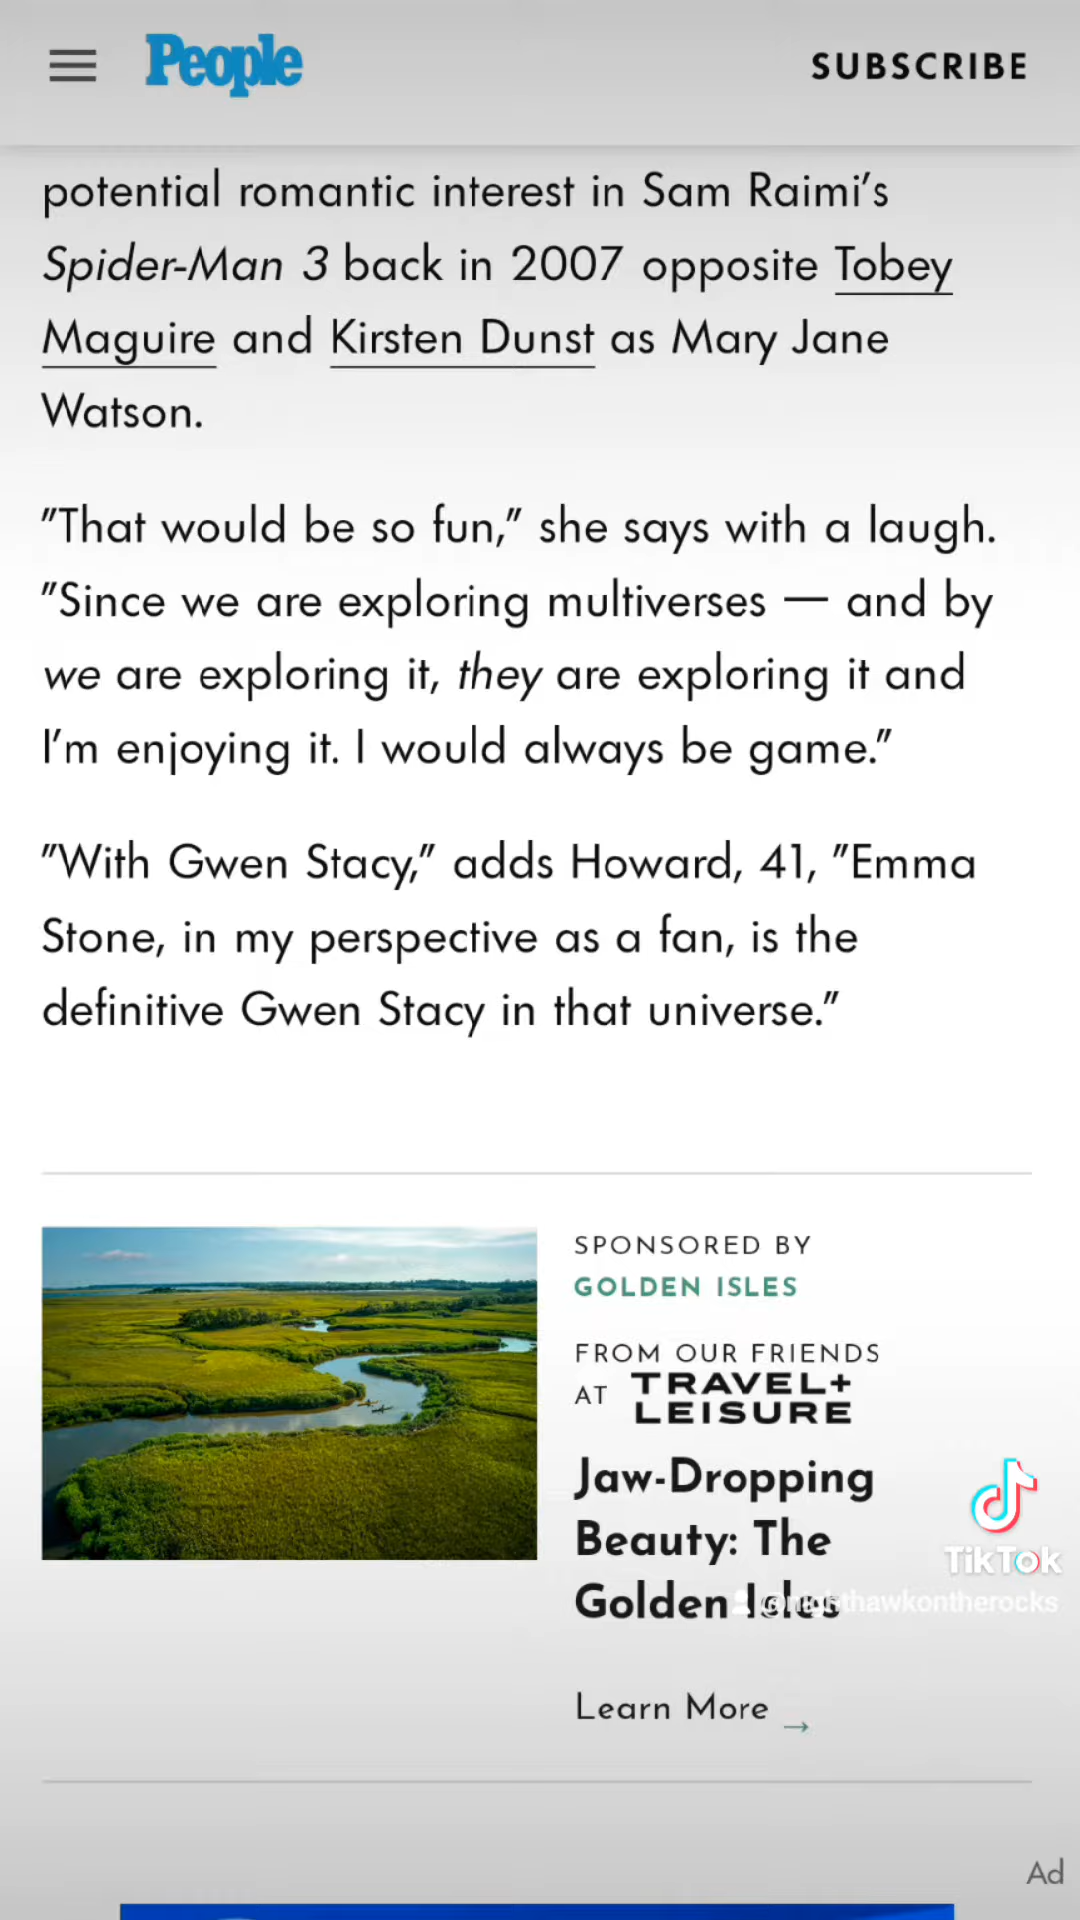 People
SUBSCRIBE
potential romantic interest in Sam Raimi's
Spider-Man 3 back in 2007 opposite Tobey
Maguire and Kirsten Dunst as Mary Jane
Watson.
"That would be so fun," she says with a laugh.
"Since we are exploring multiverses — and by
we are exploring it, they are exploring it and
I'm enjoying it. I would always be game."
"With Gwen Stacy," adds Howard, 41, "Emma
Stone, in my perspective as a fan, is the
definitive Gwen Stacy in that universe."
SPONSORED BY
GOLDEN ISLES
FROM OUR FRIENDS
AT TRAVEL+
LEISURE
Jaw-Dropping
Beauty: The
Golden Isles
TikTok
@nighthawkontherocks
Learn More →
Ad